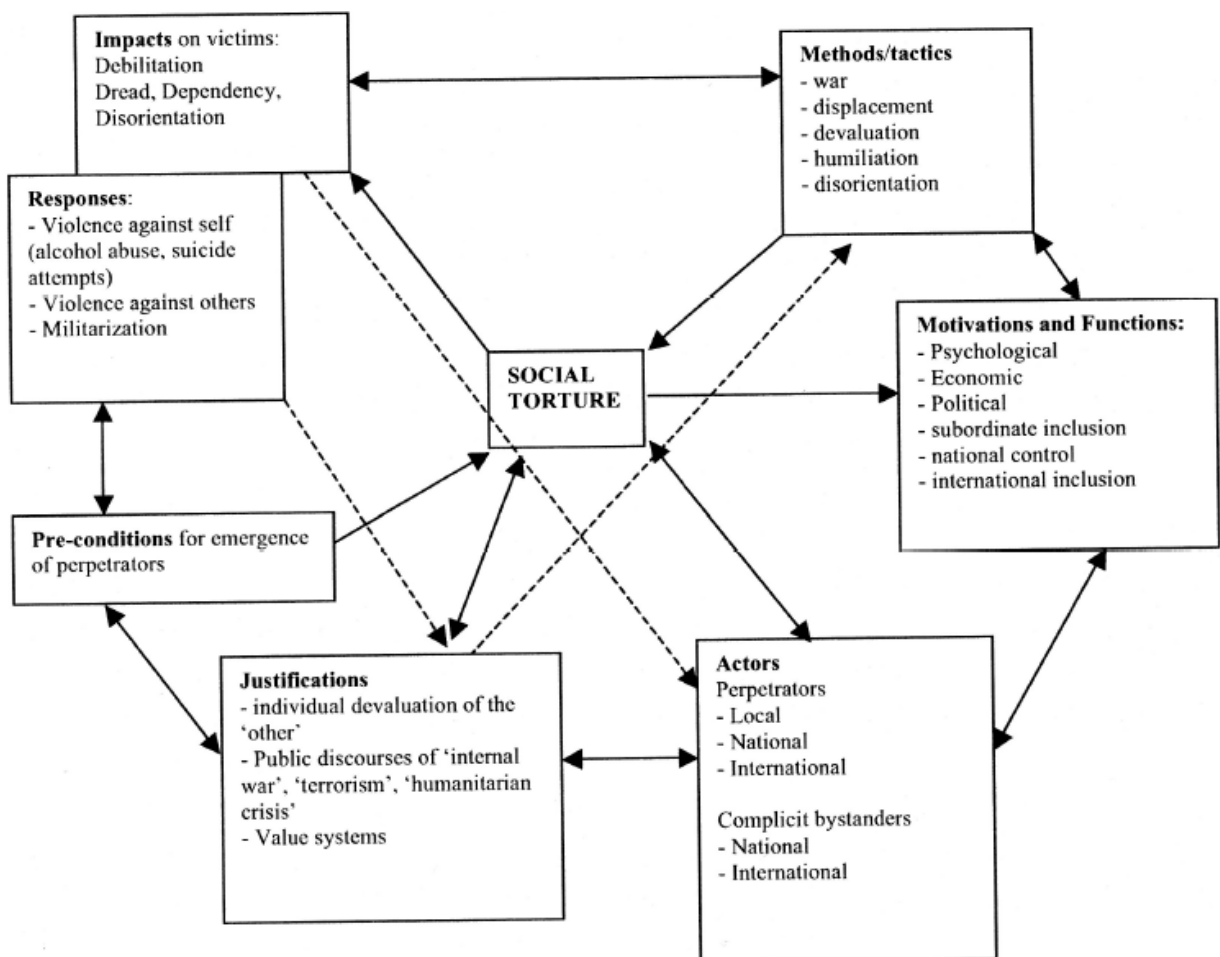 Impacts on victims:
Debilitation
Dread, Dependency,
Disorientation
Methods/tactics
- war
- displacement
- devaluation
- humiliation
- disorientation
Responses:
- Violence against self
(alcohol abuse, suicide
attempts)
- Violence against others
- Militarization
SOCIAL
TORTURE
Motivations and Functions:
- Psychological
- Economic
- Political
- subordinate inclusion
- national control
- international inclusion
Pre-conditions for emergence
of perpetrators
Justifications
- individual devaluation of the
‘other’
- Public discourses of ‘internal
war’, ‘terrorism’, ‘humanitarian
crisis’
- Value systems
Actors
Perpetrators
- Local
- National
- International
Complicit bystanders
- National
- International